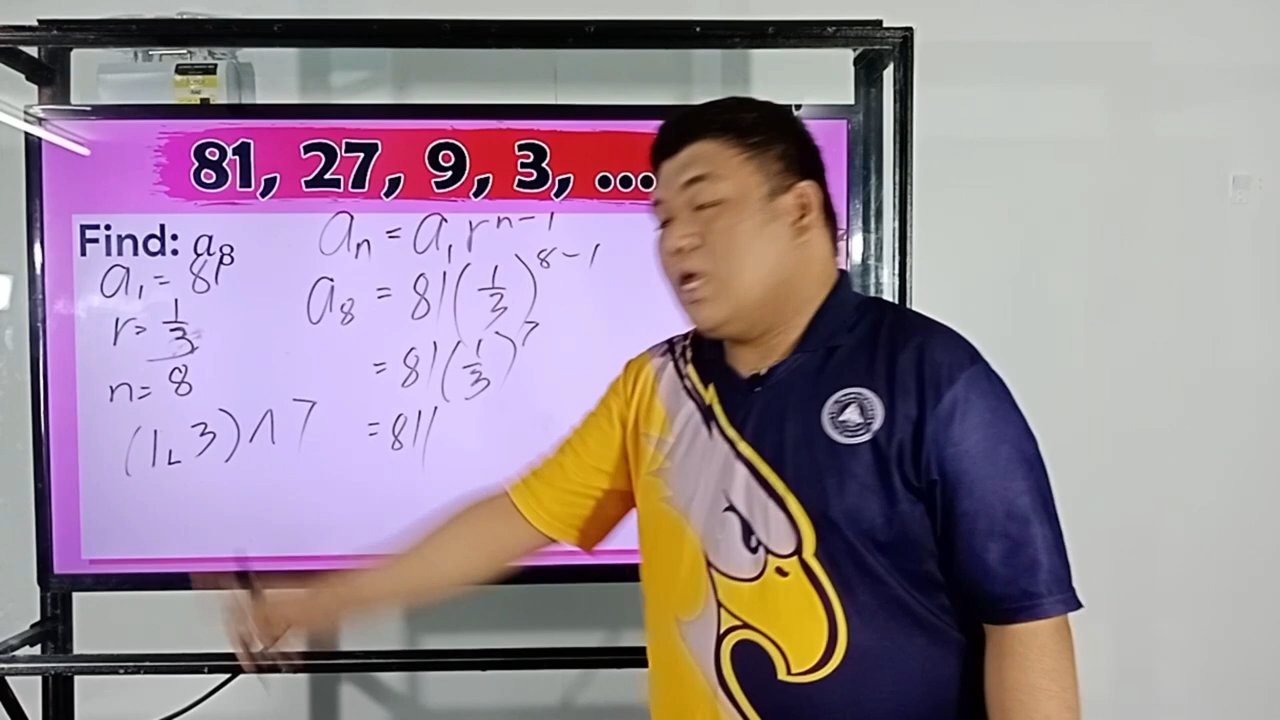 81, 27, 9, 3, ...
Find: a₈
a₁ = 81
r = 1/3
n = 8
(1⌞3)^7
aₙ = a₁rⁿ⁻¹
a₈ = 81(1/3)⁸⁻¹
= 81(1/3)⁷
= 81(